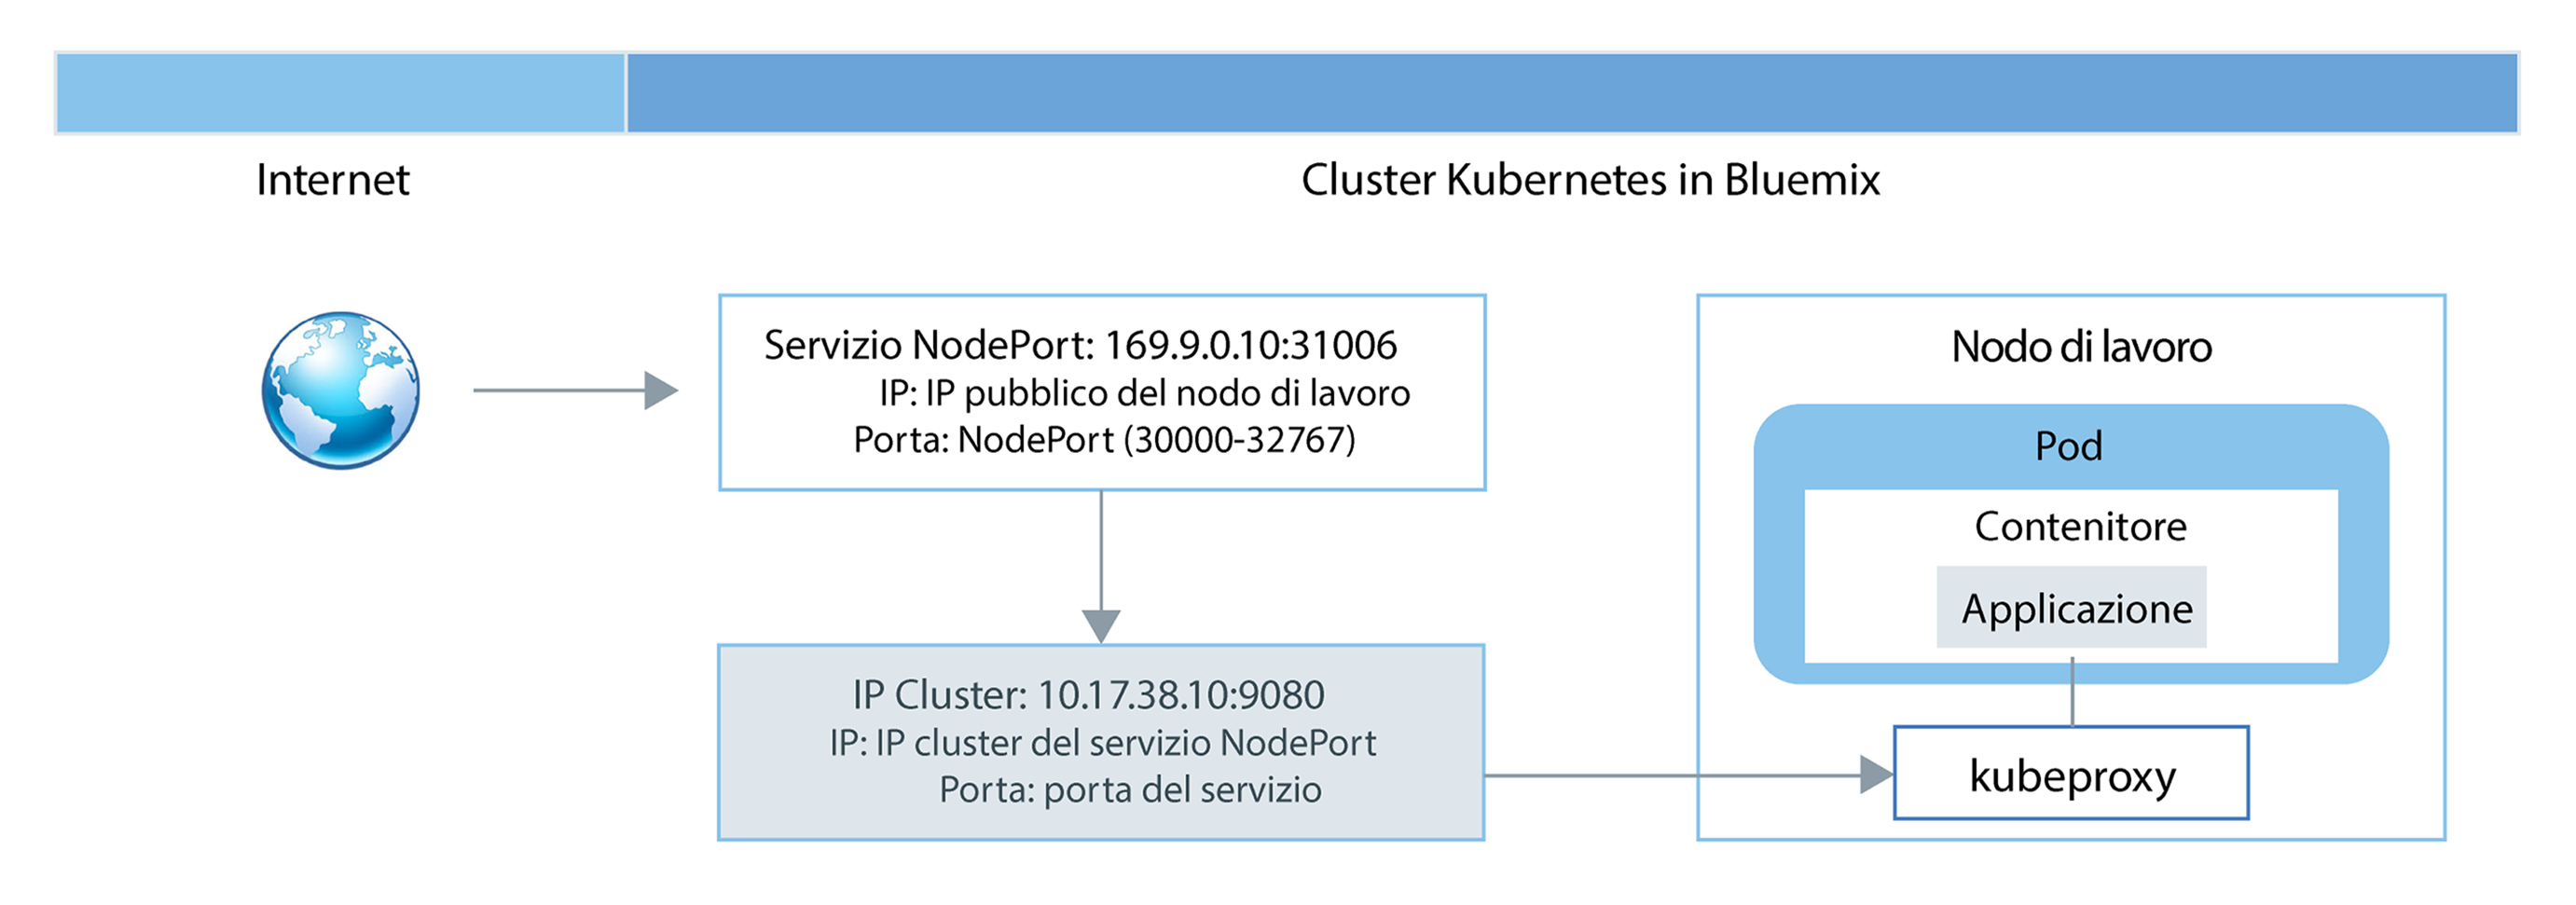 Internet
Cluster Kubernetes in Bluemix
Servizio NodePort: 169.9.0.10:31006
IP: IP pubblico del nodo di lavoro
Porta: NodePort (30000-32767)
IP Cluster: 10.17.38.10:9080
IP: IP cluster del servizio NodePort
Porta: porta del servizio
Nodo di lavoro
Pod
Contenitore
Applicazione
kubeproxy